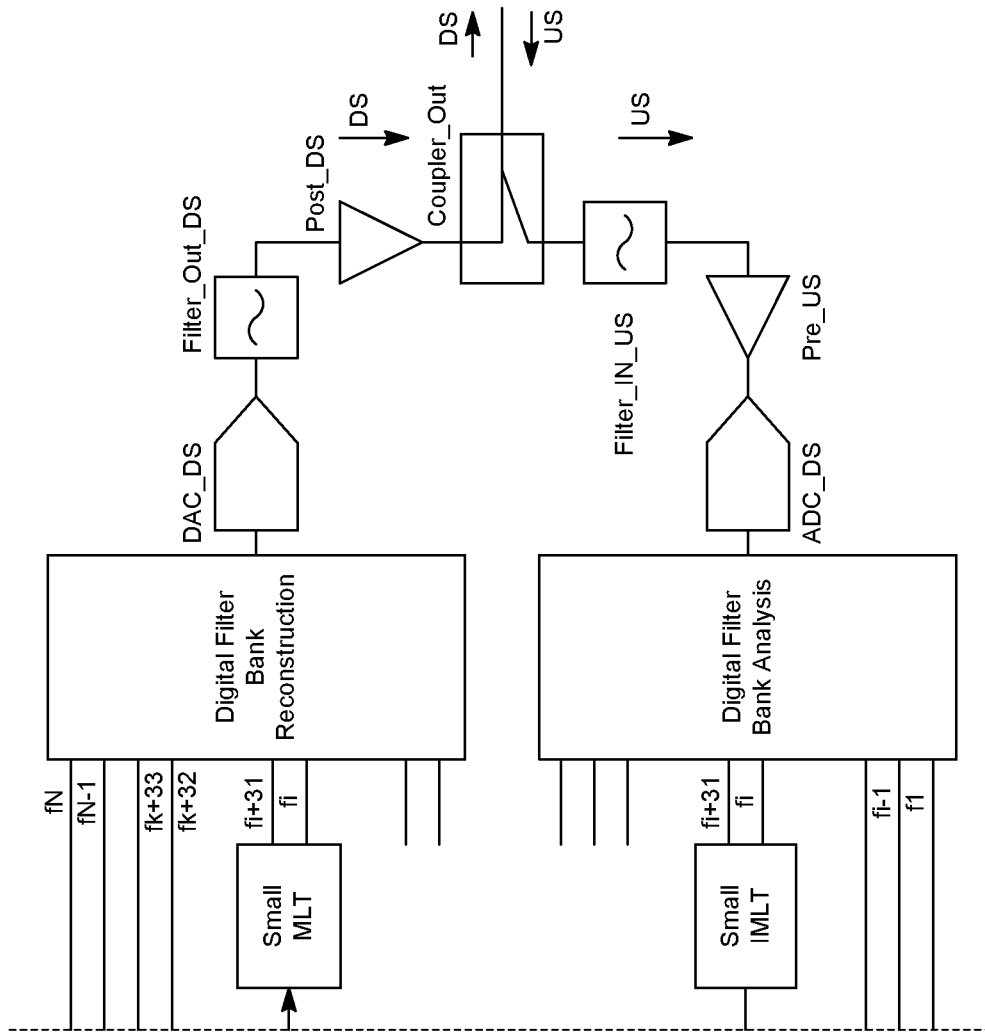 DS
US
Coupler_Out
DS
Post_DS
US
Filter_Out_DS
Filter_IN_US
Pre_US
DAC_DS
ADC_DS
Digital Filter
Bank
Reconstruction
Digital Filter
Bank Analysis
fN
fN-1
fk+33
fk+32
fi+31
fi
fi+31
fi
fi-1
f1
Small
MLT
Small
IMLT